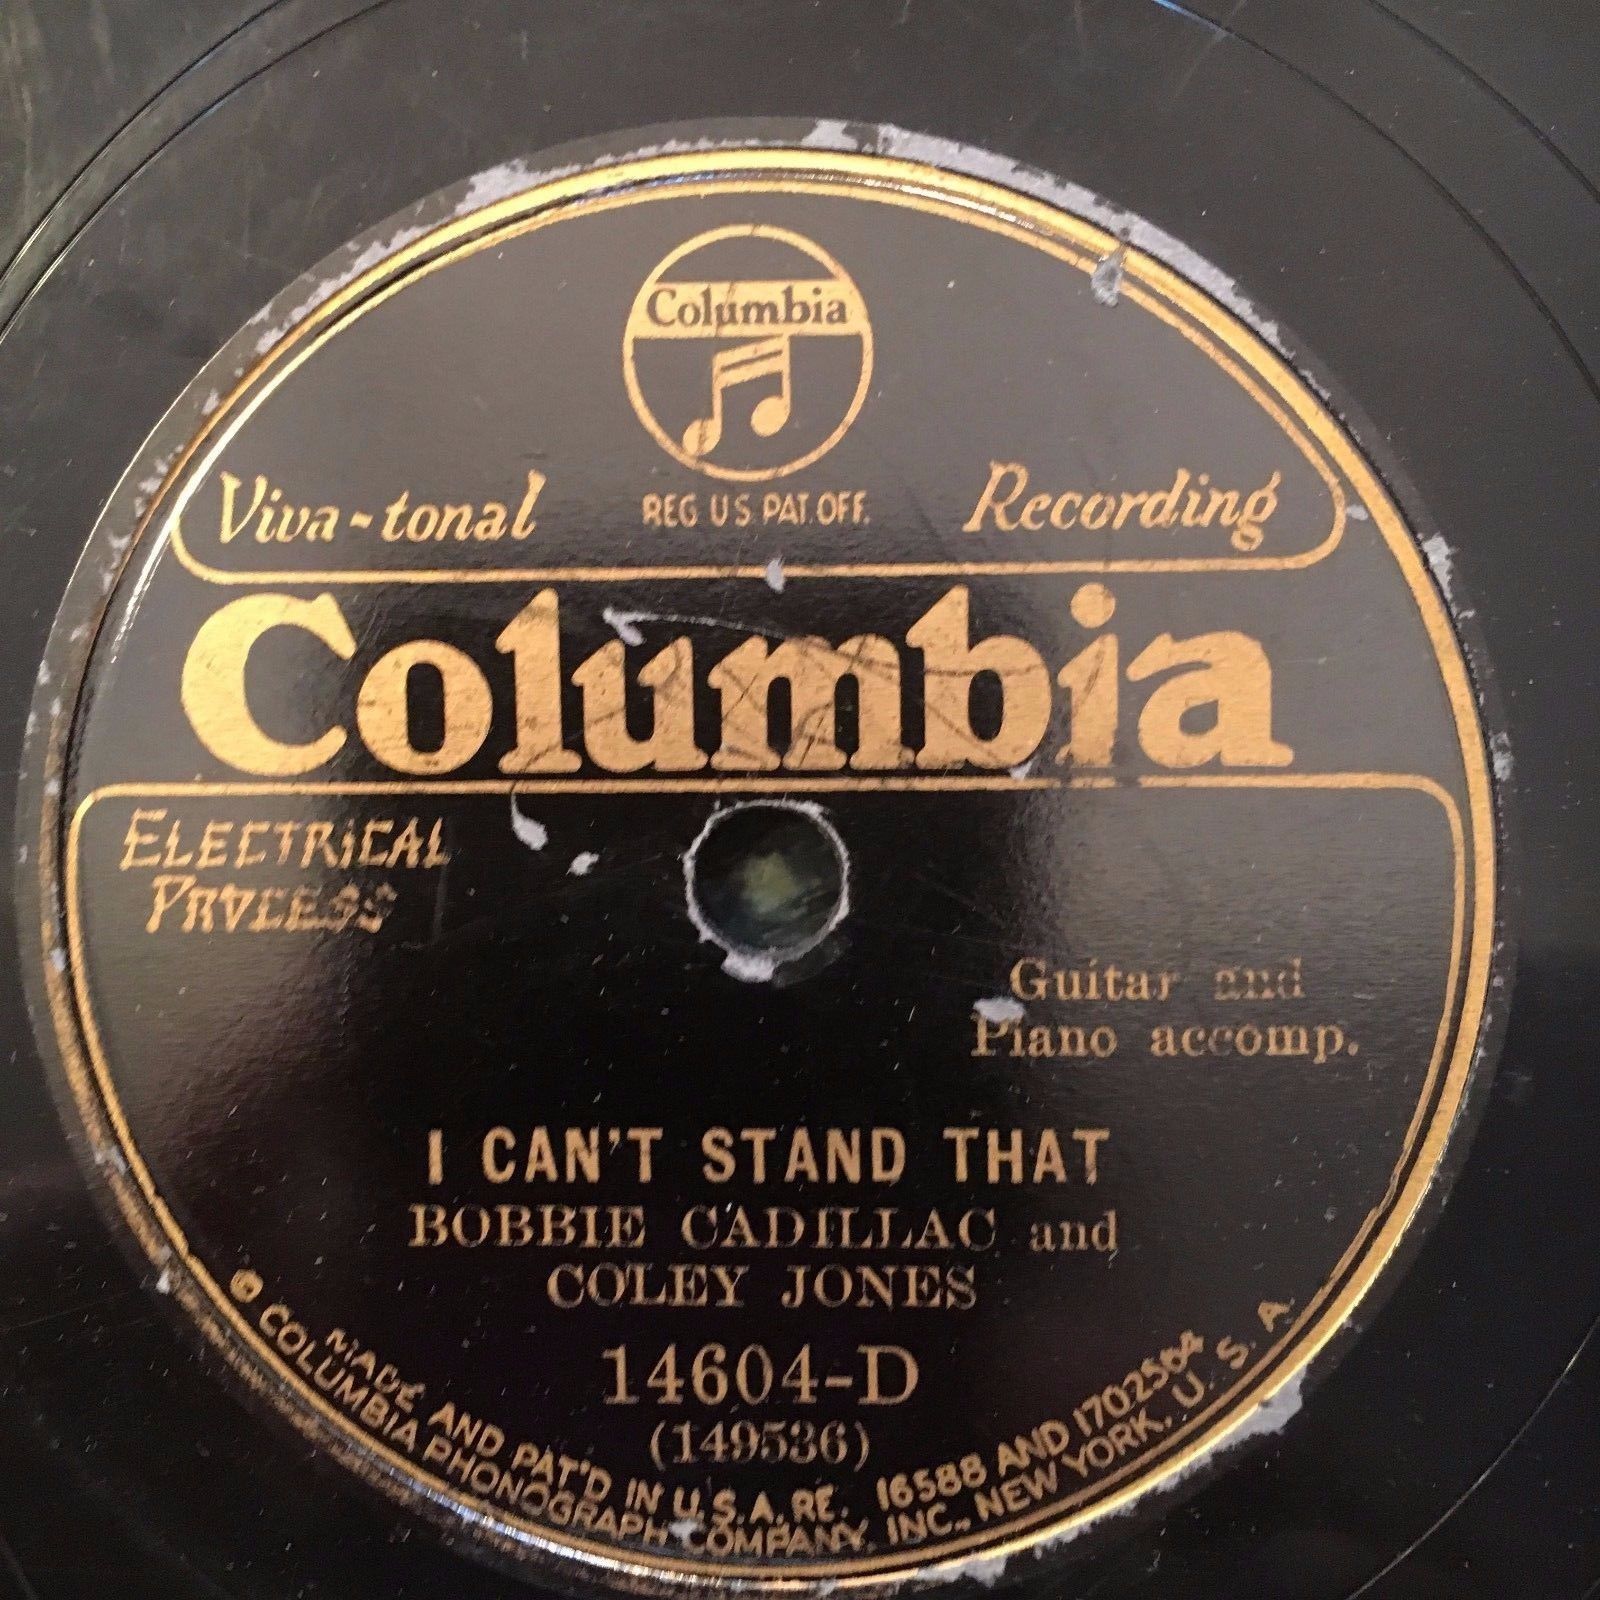 Columbia
Viva-tonal
REG. U.S. PAT. OFF.
Recording
Columbia
ELECTRICAL
PROCESS
Guitar and
Piano accomp.
I CAN'T STAND THAT
BOBBIE CADILLAC and
COLEY JONES
14604-D
(149536)
MADE AND PAT'D IN U.S.A. RE. 16588 AND 1702564
© COLUMBIA PHONOGRAPH COMPANY, INC., NEW YORK, U. S. A.